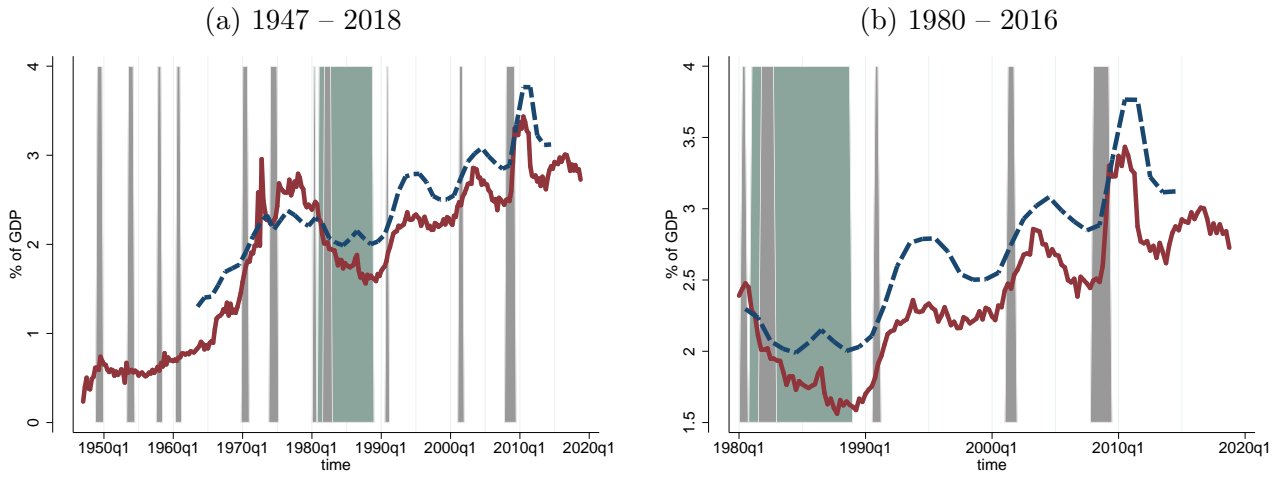 (a) 1947 – 2018
4
3
2
1
0
% of GDP
1950q1 1960q1 1970q1 1980q1 1990q1 2000q1 2010q1 2020q1
time
(b) 1980 – 2016
4
3.5
3
2.5
2
1.5
% of GDP
1980q1 1990q1 2000q1 2010q1 2020q1
time